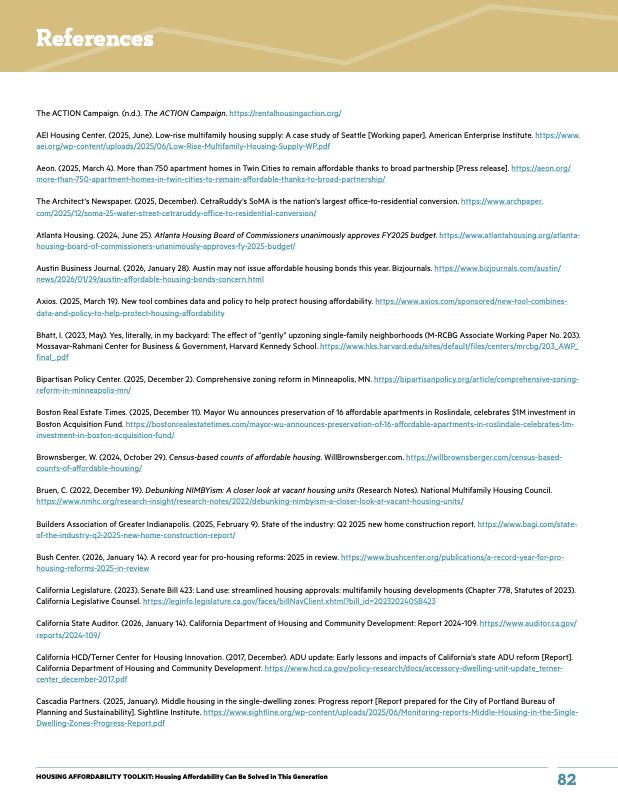 References
The ACTION Campaign. (n.d.). The ACTION Campaign. https://rentalhousingaction.org/
AEI Housing Center. (2025, June). Low-rise multifamily housing supply: A case study of Seattle [Working paper]. American Enterprise Institute. https://www.
aei.org/wp-content/uploads/2025/06/Low-Rise-Multifamily-Housing-Supply-WP.pdf
Aeon. (2025, March 4). More than 750 apartment homes in Twin Cities to remain affordable thanks to broad partnership [Press release]. https://aeon.org/
more-than-750-apartment-homes-in-twin-cities-to-remain-affordable-thanks-to-broad-partnership/
The Architect's Newspaper. (2025, December). CetraRuddy's SoMA is the nation's largest office-to-residential conversion. https://www.archpaper.
com/2025/12/soma-25-water-street-cetraruddy-office-to-residential-conversion/
Atlanta Housing. (2024, June 25). Atlanta Housing Board of Commissioners unanimously approves FY2025 budget. https://www.atlantahousing.org/atlanta-
housing-board-of-commissioners-unanimously-approves-fy-2025-budget/
Austin Business Journal. (2026, January 28). Austin may not issue affordable housing bonds this year. Bizjournals. https://www.bizjournals.com/austin/
news/2026/01/29/austin-affordable-housing-bonds-concern.html
Axios. (2025, March 19). New tool combines data and policy to help protect housing affordability. https://www.axios.com/sponsored/new-tool-combines-
data-and-policy-to-help-protect-housing-affordability
Bhatt, I. (2023, May). Yes, literally, in my backyard: The effect of "gently" upzoning single-family neighborhoods (M-RCBG Associate Working Paper No. 203).
Mossavar-Rahmani Center for Business & Government, Harvard Kennedy School. https://www.hks.harvard.edu/sites/default/files/centers/mrcbg/203_AWP_
final_.pdf
Bipartisan Policy Center. (2025, December 2). Comprehensive zoning reform in Minneapolis, MN. https://bipartisanpolicy.org/article/comprehensive-zoning-
reform-in-minneapolis-mn/
Boston Real Estate Times. (2025, December 11). Mayor Wu announces preservation of 16 affordable apartments in Roslindale, celebrates $1M investment in
Boston Acquisition Fund. https://bostonrealestatetimes.com/mayor-wu-announces-preservation-of-16-affordable-apartments-in-roslindale-celebrates-1m-
investment-in-boston-acquisition-fund/
Brownsberger, W. (2024, October 29). Census-based counts of affordable housing. WillBrownsberger.com. https://willbrownsberger.com/census-based-
counts-of-affordable-housing/
Bruen, C. (2022, December 19). Debunking NIMBYism: A closer look at vacant housing units (Research Notes). National Multifamily Housing Council.
https://www.nmhc.org/research-insight/research-notes/2022/debunking-nimbyism-a-closer-look-at-vacant-housing-units/
Builders Association of Greater Indianapolis. (2025, February 9). State of the industry: Q2 2025 new home construction report. https://www.bagi.com/state-
of-the-industry-q2-2025-new-home-construction-report/
Bush Center. (2026, January 14). A record year for pro-housing reforms: 2025 in review. https://www.bushcenter.org/publications/a-record-year-for-pro-
housing-reforms-2025-in-review
California Legislature. (2023). Senate Bill 423: Land use: streamlined housing approvals: multifamily housing developments (Chapter 778, Statutes of 2023).
California Legislative Counsel. https://leginfo.legislature.ca.gov/faces/billNavClient.xhtml?bill_id=202320240SB423
California State Auditor. (2026, January 14). California Department of Housing and Community Development: Report 2024-109. https://www.auditor.ca.gov/
reports/2024-109/
California HCD/Terner Center for Housing Innovation. (2017, December). ADU update: Early lessons and impacts of California's state ADU reform [Report].
California Department of Housing and Community Development. https://www.hcd.ca.gov/policy-research/docs/accessory-dwelling-unit-update_terner-
center_december-2017.pdf
Cascadia Partners. (2025, January). Middle housing in the single-dwelling zones: Progress report [Report prepared for the City of Portland Bureau of
Planning and Sustainability]. Sightline Institute. https://www.sightline.org/wp-content/uploads/2025/06/Monitoring-reports-Middle-Housing-in-the-Single-
Dwelling-Zones-Progress-Report.pdf
HOUSING AFFORDABILITY TOOLKIT: Housing Affordability Can Be Solved in This Generation
82